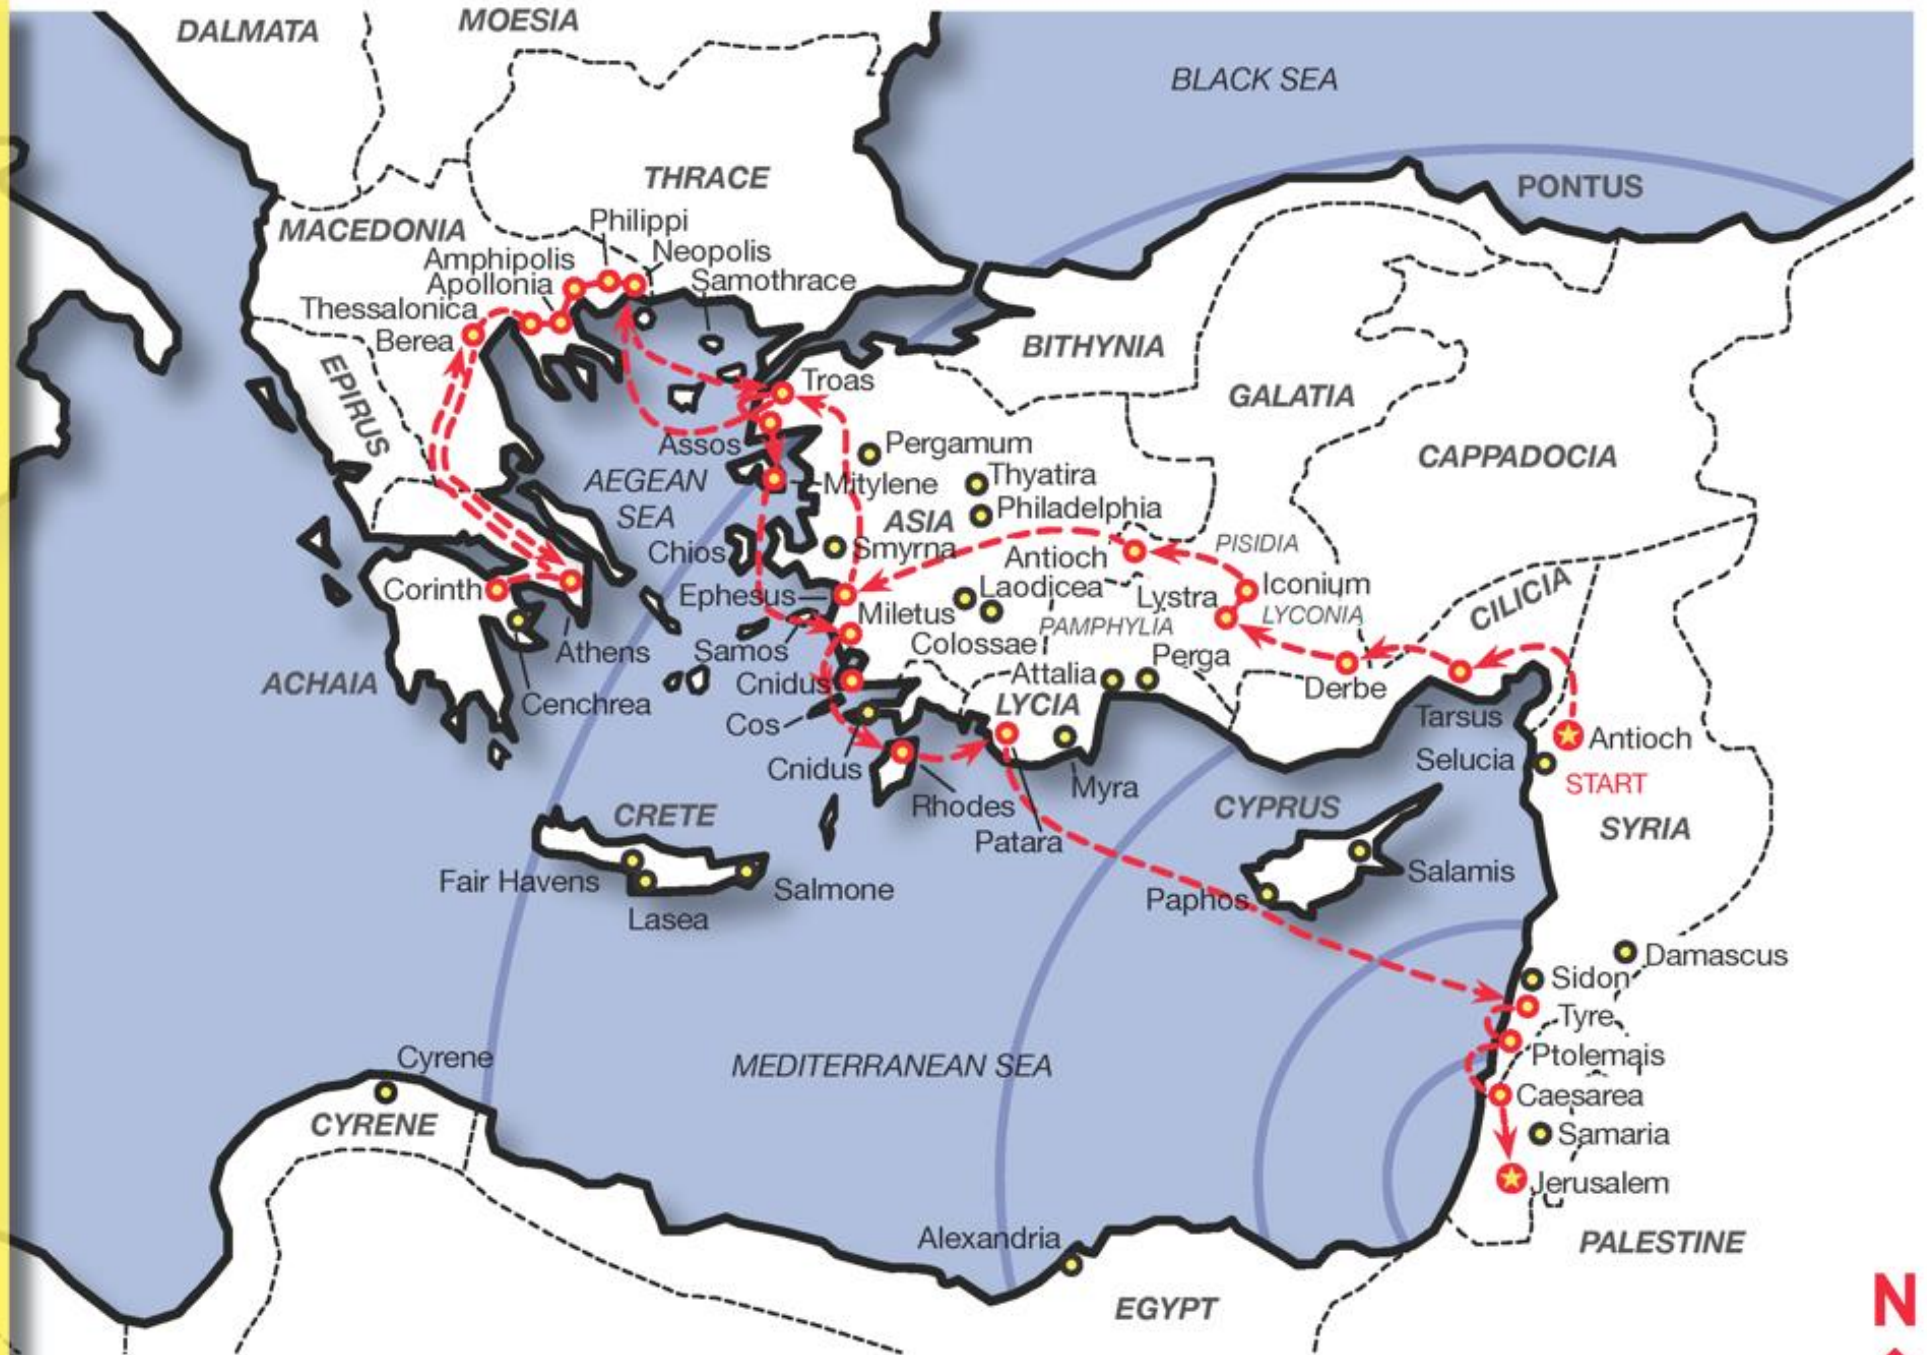 DALMATA
MOESIA
BLACK SEA
THRACE
PONTUS
MACEDONIA
Philippi
Neopolis
Amphipolis
Apollonia
Samothrace
Thessalonica
Berea
EPIRUS
BITHYNIA
Troas
GALATIA
Assos
Pergamum
CAPPADOCIA
AEGEAN
SEA
Mitylene
Thyatira
Philadelphia
ASIA
Chios
Smyrna
Antioch
PISIDIA
Corinth
Ephesus
Laodicea
Iconium
Lystra
LYCONIA
CILICIA
Miletus
Colossae
PAMPHYLIA
Athens
Samos
Perga
ACHAIA
Cnidus
Attalia
Derbe
Cenchrea
LYCIA
Cos
Tarsus
Antioch
Cnidus
Selucia
START
Myra
Rhodes
CRETE
CYPRUS
Patara
SYRIA
Fair Havens
Salmone
Lasea
Salamis
Paphos
Damascus
Sidon
Tyre
Cyrene
MEDITERRANEAN SEA
Ptolemais
Caesarea
CYRENE
Samaria
Jerusalem
Alexandria
PALESTINE
EGYPT
N